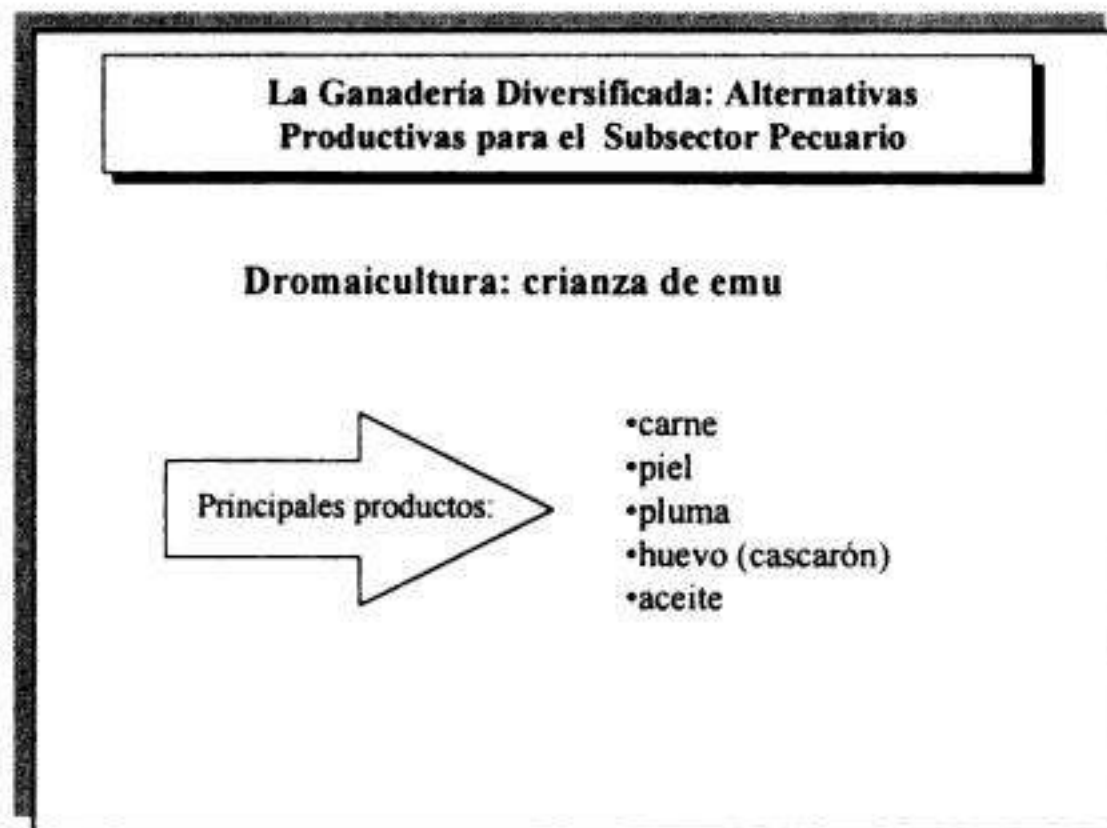 La Ganadería Diversificada: Alternativas
Productivas para el Subsector Pecuario
Dromaicultura: crianza de emu
Principales productos:
•carne
•piel
•pluma
•huevo (cascarón)
•aceite